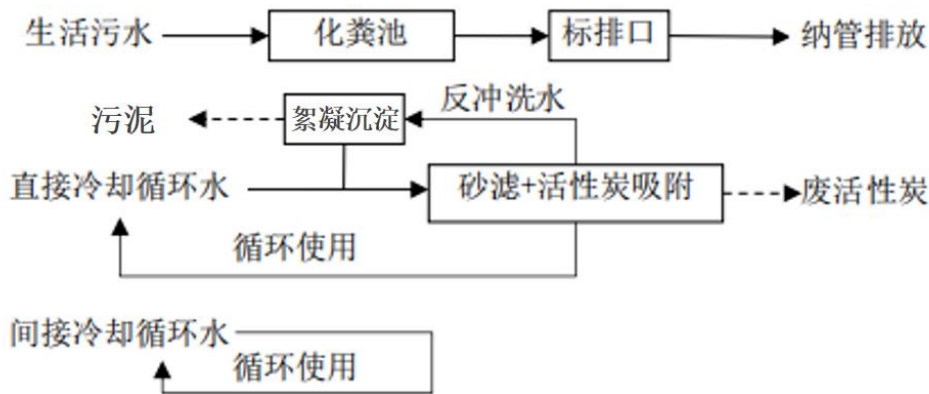 生活污水 化粪池 标排口 纳管排放
反冲洗水
污泥 絮凝沉淀
直接冷却循环水 砂滤+活性炭吸附 废活性炭
循环使用
间接冷却循环水
循环使用